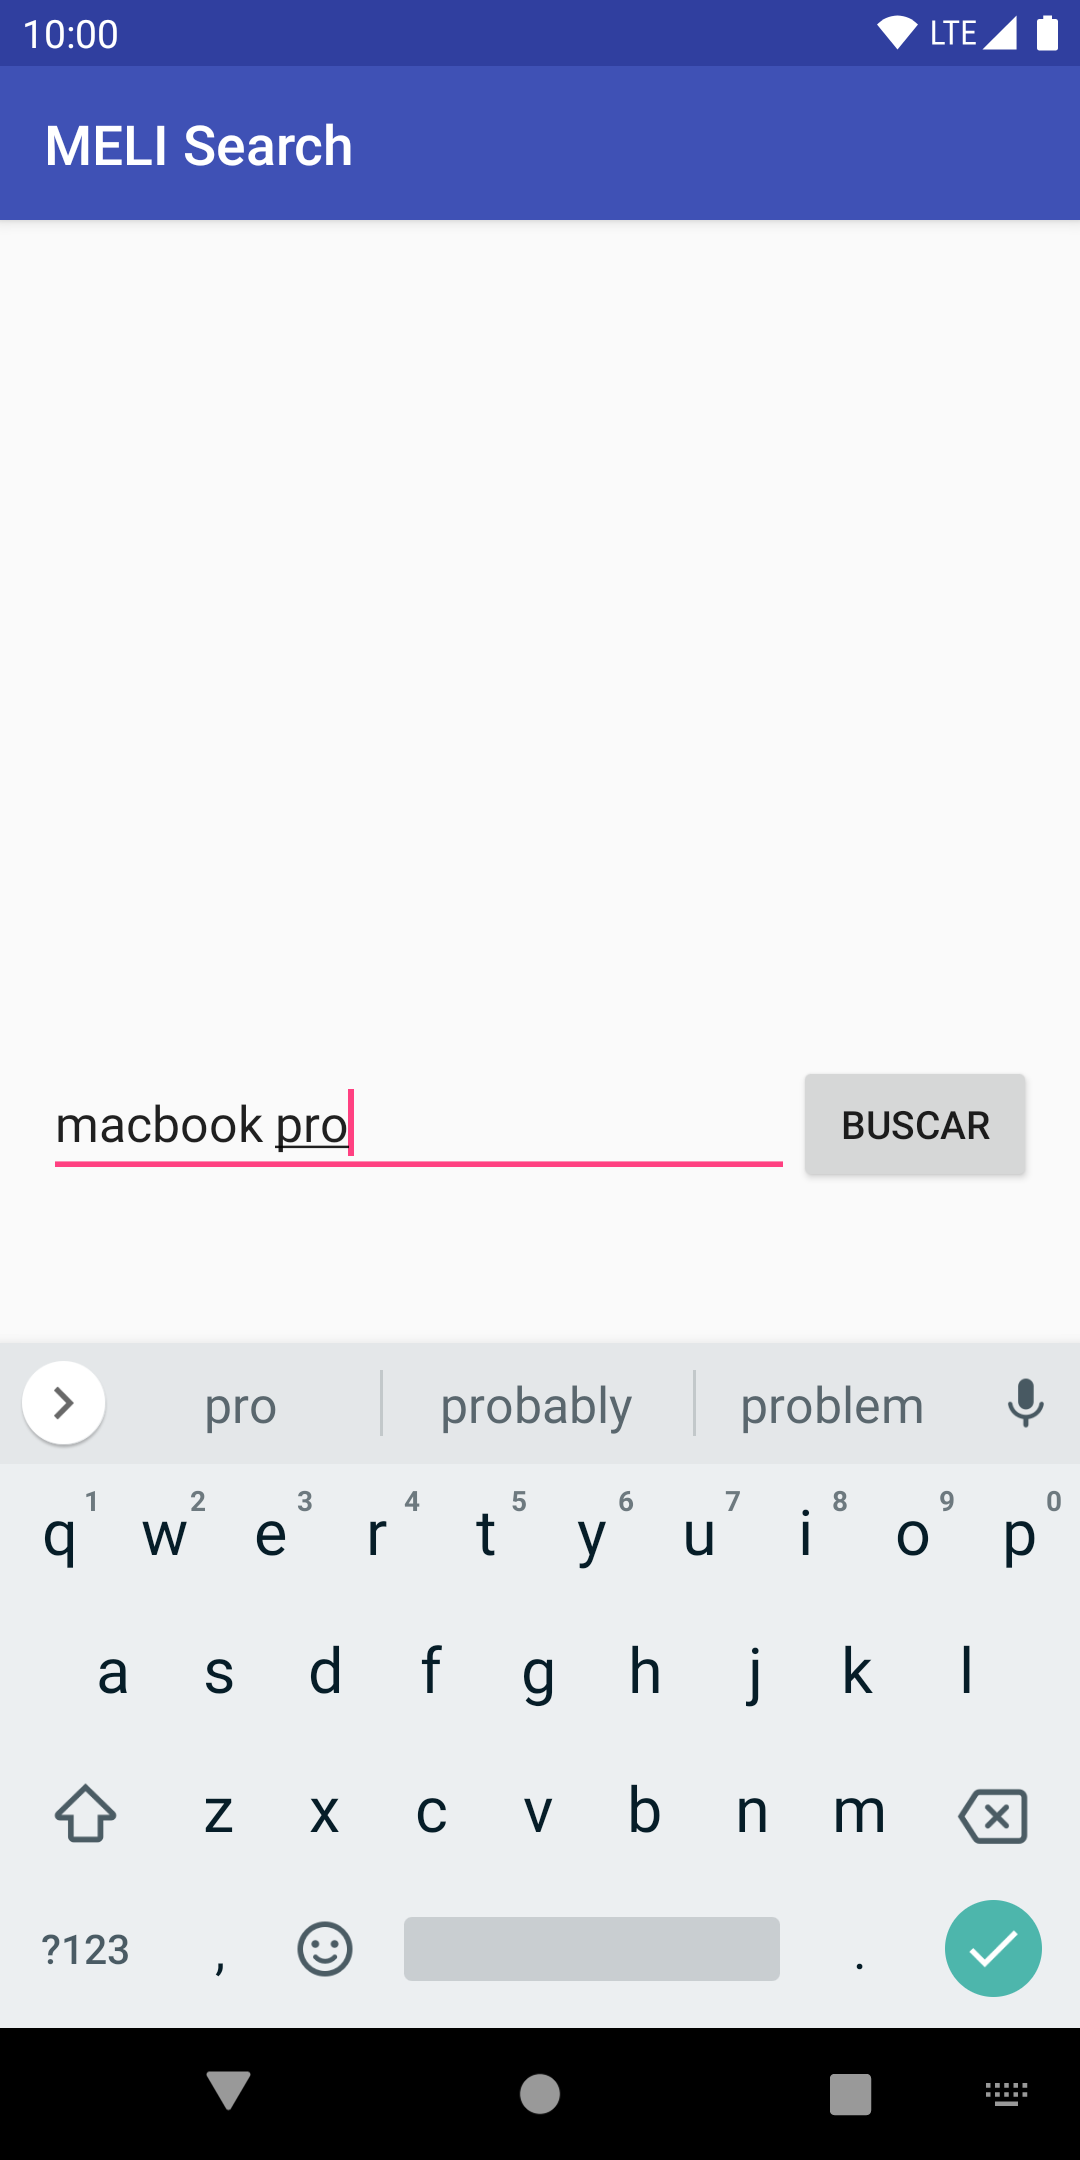 10:00 LTE
MELI Search
macbook pro BUSCAR
pro probably problem
1 2 3 4 5 6 7 8 9 0
q w e r t y u i o p
a s d f g h j k l
z x c v b n m
?123 , .